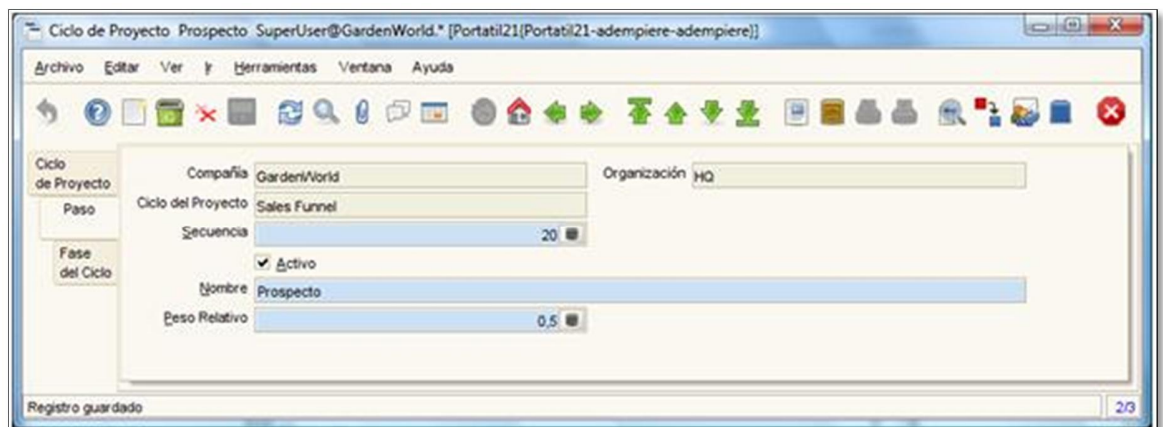 Ciclo de Proyecto Prospecto SuperUser@GardenWorld.* [Portatil21{Portatil21-adempiere-adempiere}]
Archivo Editar Ver Ir Herramientas Ventana Ayuda
Ciclo
de Proyecto
Paso
Fase
del Ciclo
Compañía GardenWorld Organización HQ
Ciclo del Proyecto Sales Funnel
Secuencia 20
Activo
Nombre Prospecto
Peso Relativo 0,5
Registro guardado 2/3